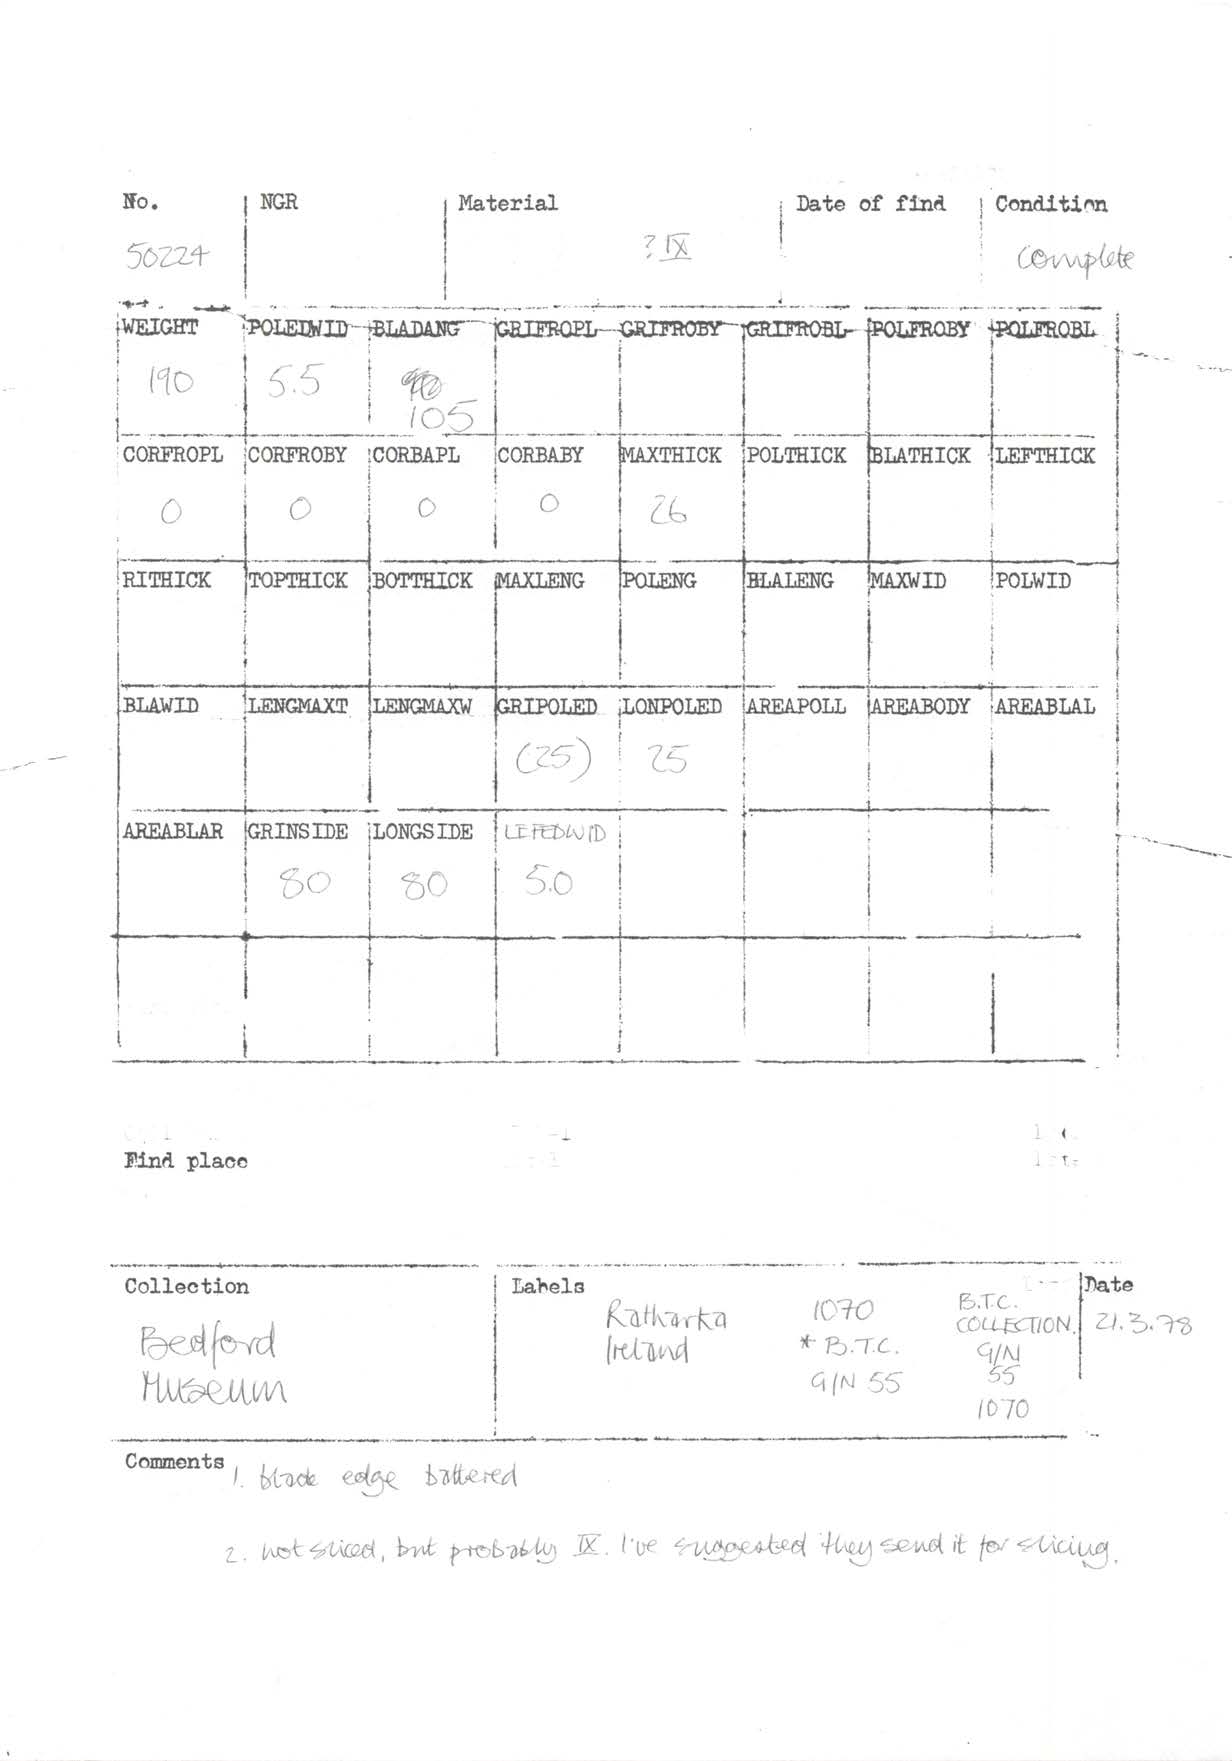 No. NGR Material Date of find Condition
50224 ? IX complete
WEIGHT POLEDWID BLADANG GRIFROPL GRIFROBY GRIFROBL POLFROBY POLFROBL
190 5.5
105
CORFROPL CORFROBY CORBAPL CORBABY MAXTHICK POLTHICK BLATHICK LEFTHICK
0 0 0 0 26
RITHICK TOPTHICK BOTTHICK MAXLENG POLENG BLALENG MAXWID POLWID
BLAWID LENGMAXT LENGMAXW GRIPOLED LONPOLED AREAPOLL AREABODY AREABLAL
(25) 25
AREABLAR GRINSIDE LONGSIDE LEFEDWID
80 80 5.0
Find place
Collection Labels Date
Bedford
Museum
Ratharka
Ireland
1070
* B.T.C.
G/N 55
B.T.C.
COLLECTION.
G/N
55
1070
21.3.78
Comments 1. blade edge battered
2. not sliced, but probably IX. I've suggested they send it for slicing.